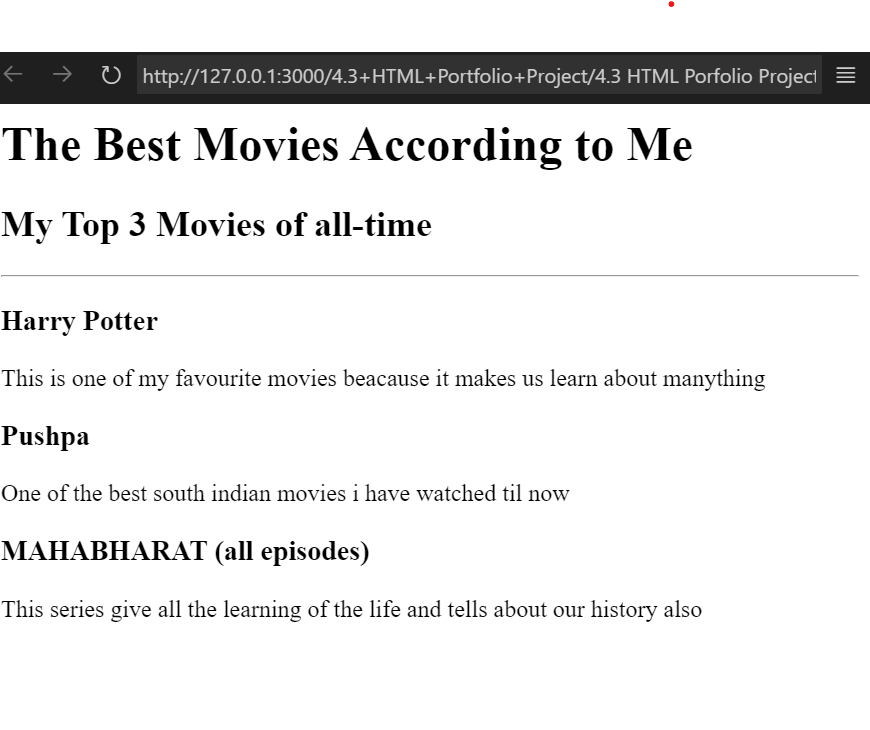 http://127.0.0.1:3000/4.3+HTML+Portfolio+Project/4.3 HTML Porfolio Project
The Best Movies According to Me
My Top 3 Movies of all-time
Harry Potter
This is one of my favourite movies beacause it makes us learn about manything
Pushpa
One of the best south indian movies i have watched til now
MAHABHARAT (all episodes)
This series give all the learning of the life and tells about our history also